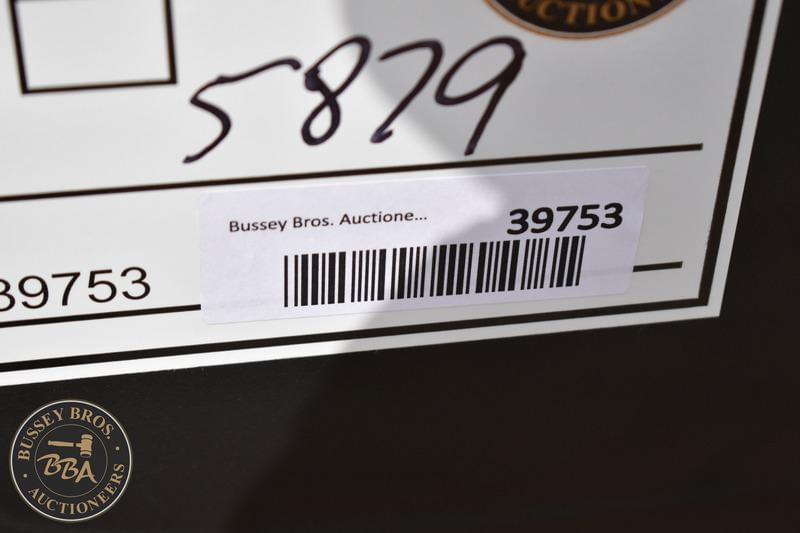 AUCTION
5879
Bussey Bros. Auctione...
39753
39753
BUSSEY BROS.
BBA
AUCTIONEERS